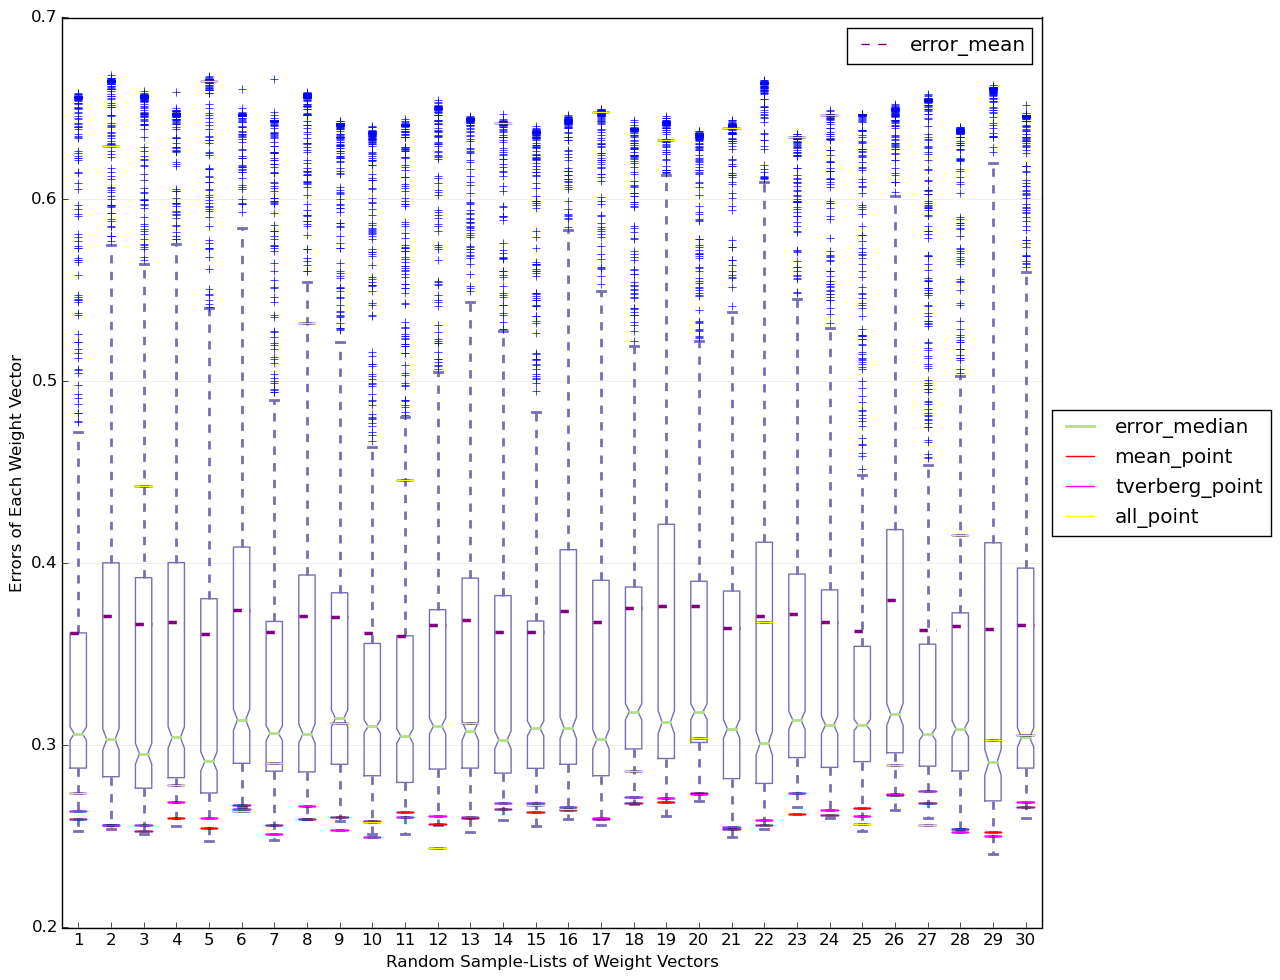 0.7
0.6
0.5
0.4
0.3
0.2
Errors of Each Weight Vector
1 2 3 4 5 6 7 8 9 10 11 12 13 14 15 16 17 18 19 20 21 22 23 24 25 26 27 28 29 30
Random Sample-Lists of Weight Vectors
error_mean
error_median
mean_point
tverberg_point
all_point